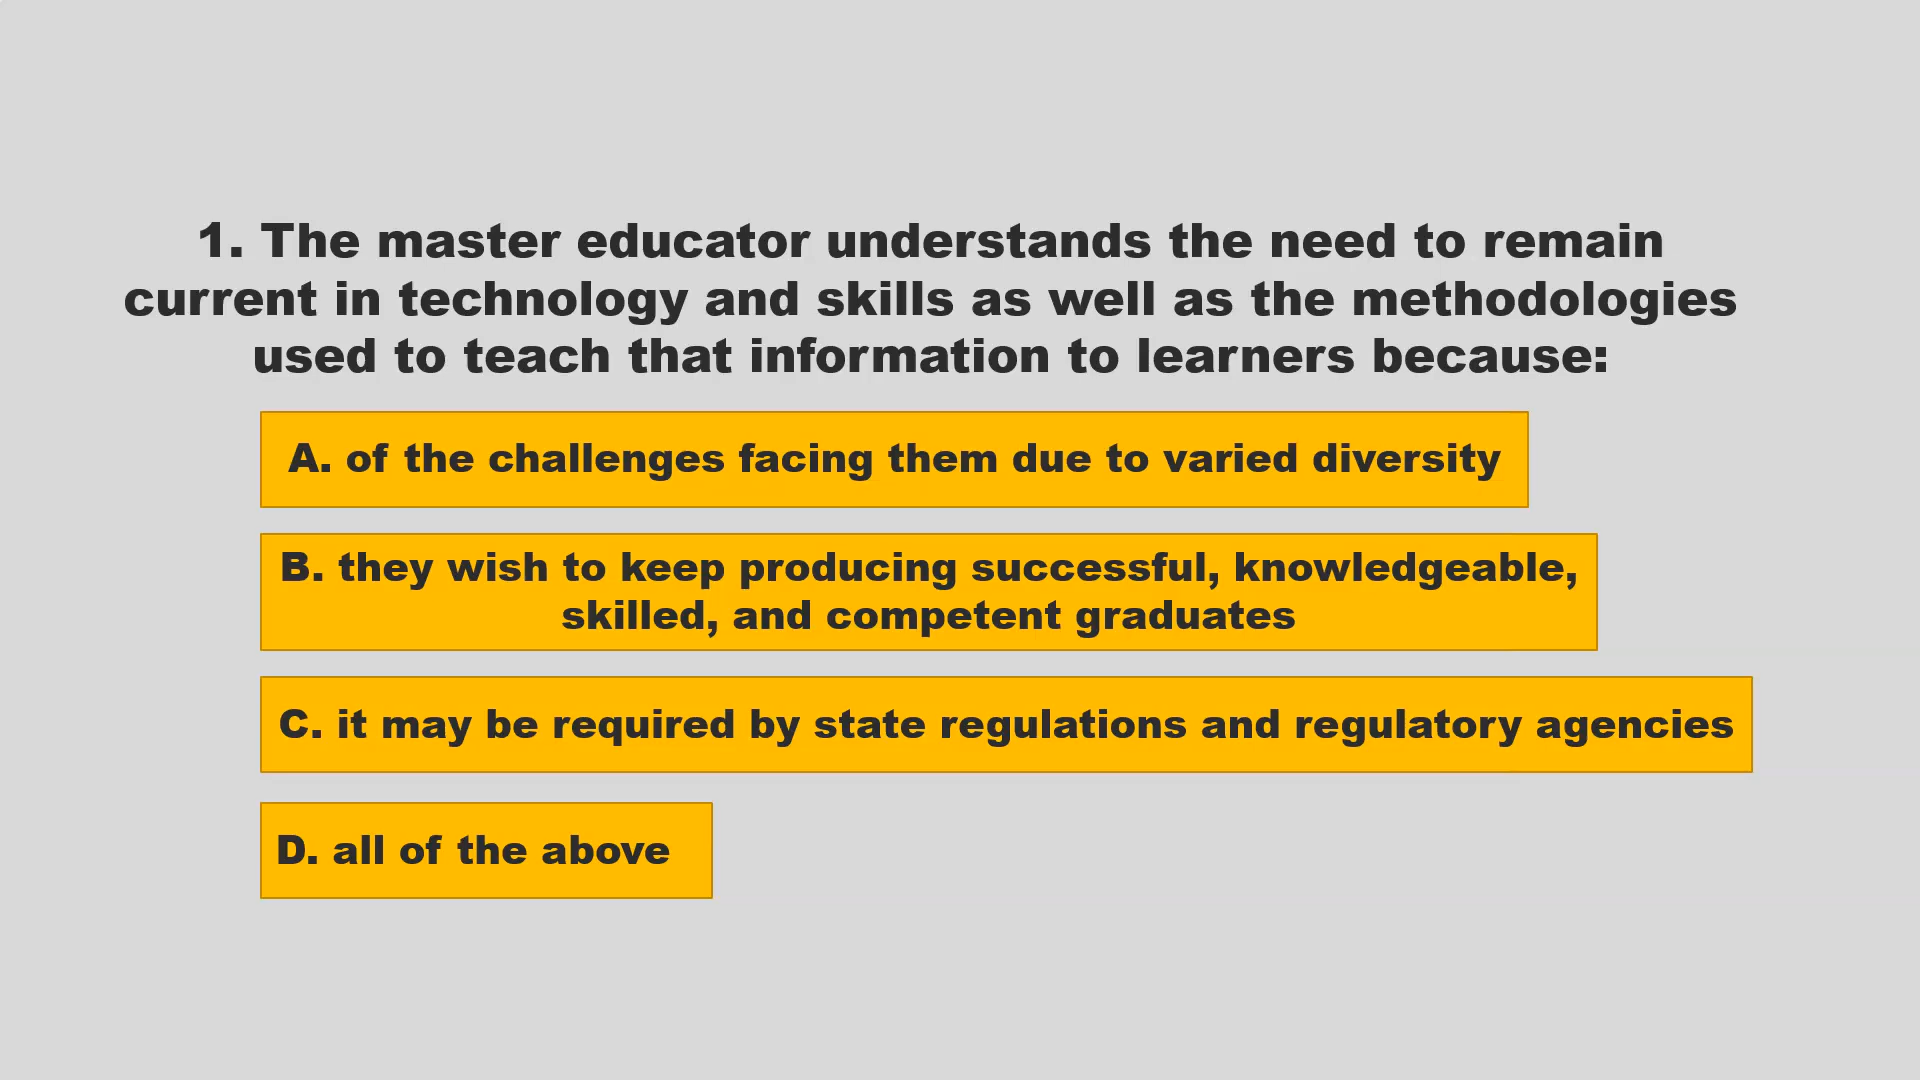 1. The master educator understands the need to remain
current in technology and skills as well as the methodologies
used to teach that information to learners because:
A. of the challenges facing them due to varied diversity
B. they wish to keep producing successful, knowledgeable,
skilled, and competent graduates
C. it may be required by state regulations and regulatory agencies
D. all of the above